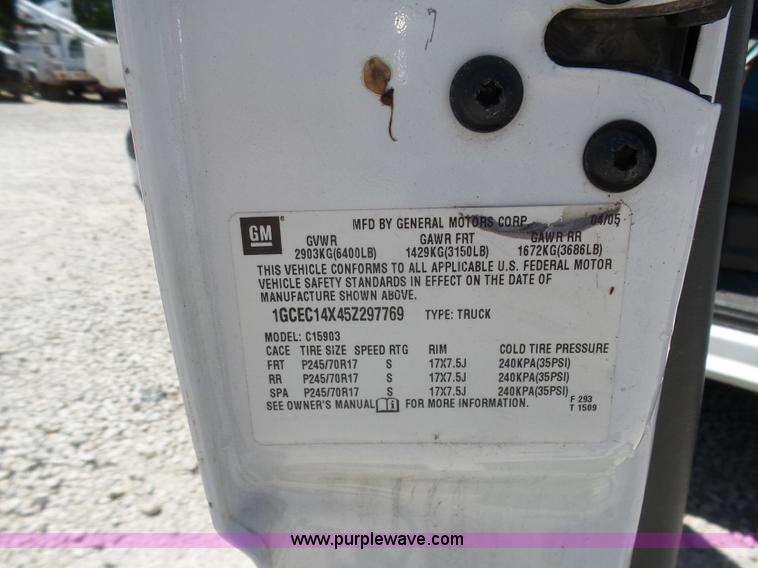 GM
MFD BY GENERAL MOTORS CORP 04/05
GVWR GAWR FRT GAWR RR
2903KG(6400LB) 1429KG(3150LB) 1672KG(3686LB)
THIS VEHICLE CONFORMS TO ALL APPLICABLE U.S. FEDERAL MOTOR
VEHICLE SAFETY STANDARDS IN EFFECT ON THE DATE OF
MANUFACTURE SHOWN ABOVE.
1GCEC14X45Z297769 TYPE: TRUCK
MODEL: C15903
CACE TIRE SIZE SPEED RTG RIM COLD TIRE PRESSURE
FRT P245/70R17 S 17X7.5J 240KPA(35PSI)
RR P245/70R17 S 17X7.5J 240KPA(35PSI)
SPA P245/70R17 S 17X7.5J 240KPA(35PSI)
SEE OWNER'S MANUAL FOR MORE INFORMATION.
F 293
T 1509
www.purplewave.com